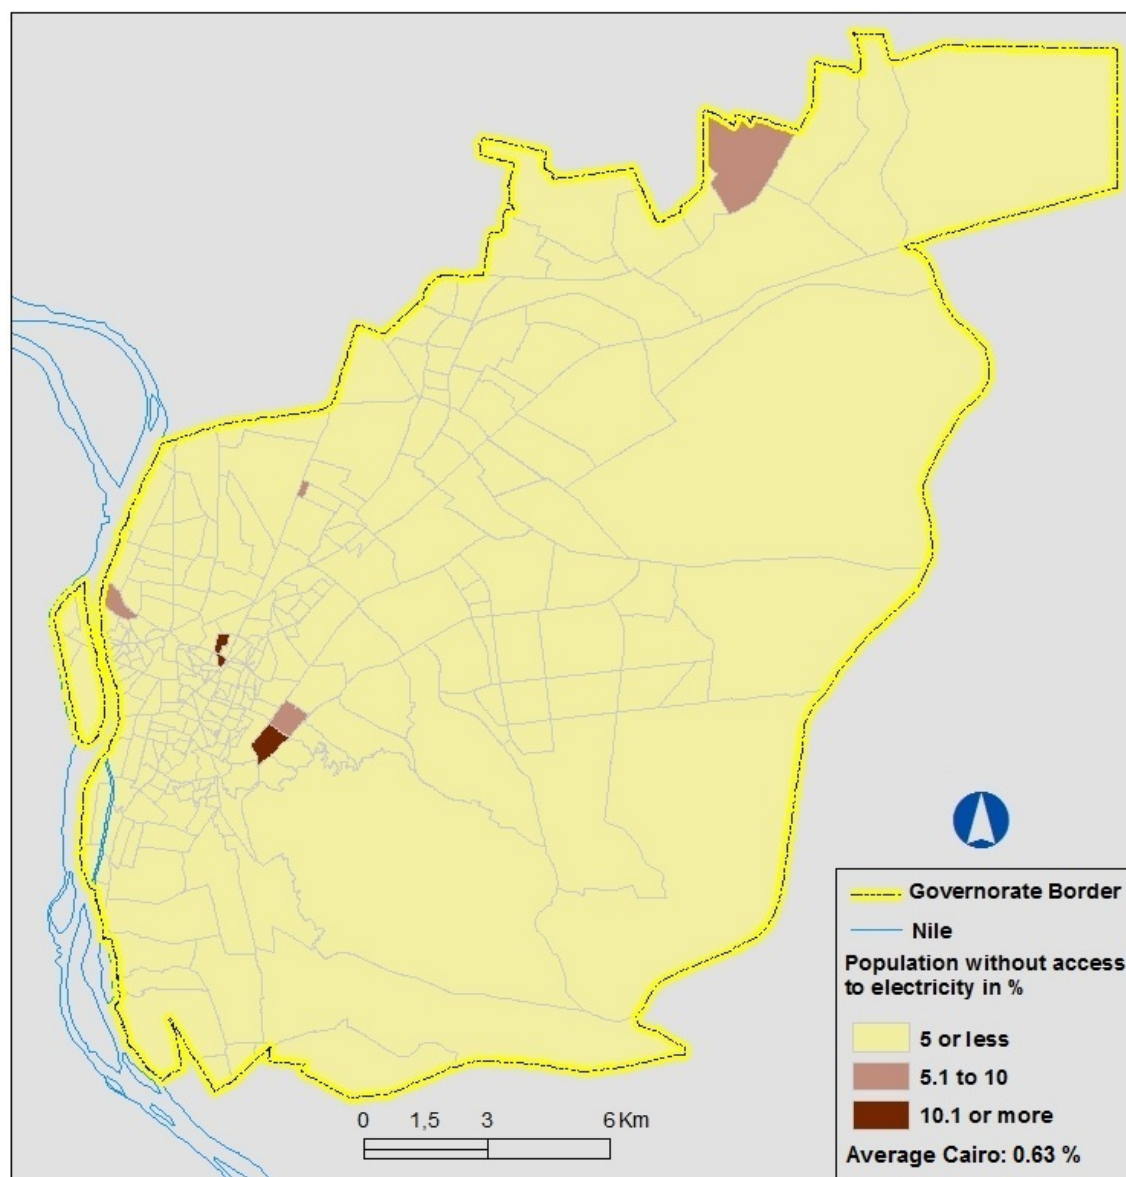 Governorate Border
Nile
Population without access
to electricity in %
5 or less
5.1 to 10
10.1 or more
Average Cairo: 0.63 %
0 1,5 3 6 Km